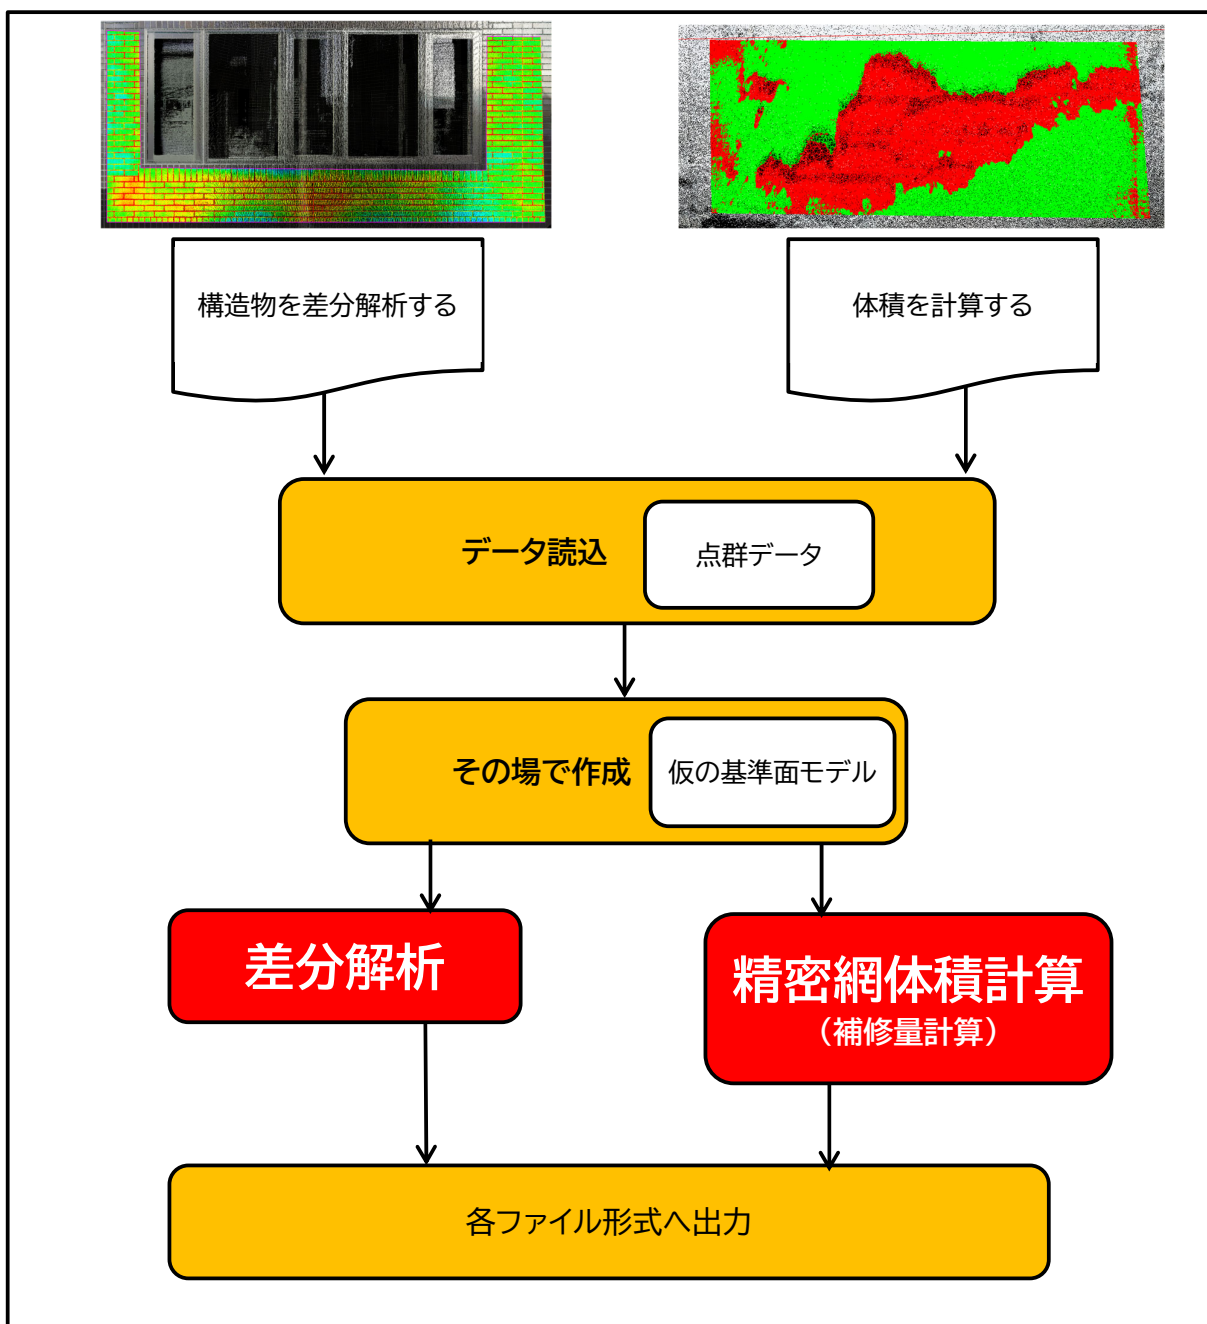 構造物を差分解析する
体積を計算する
データ読込
点群データ
その場で作成
仮の基準面モデル
差分解析
精密網体積計算
（補修量計算）
各ファイル形式へ出力